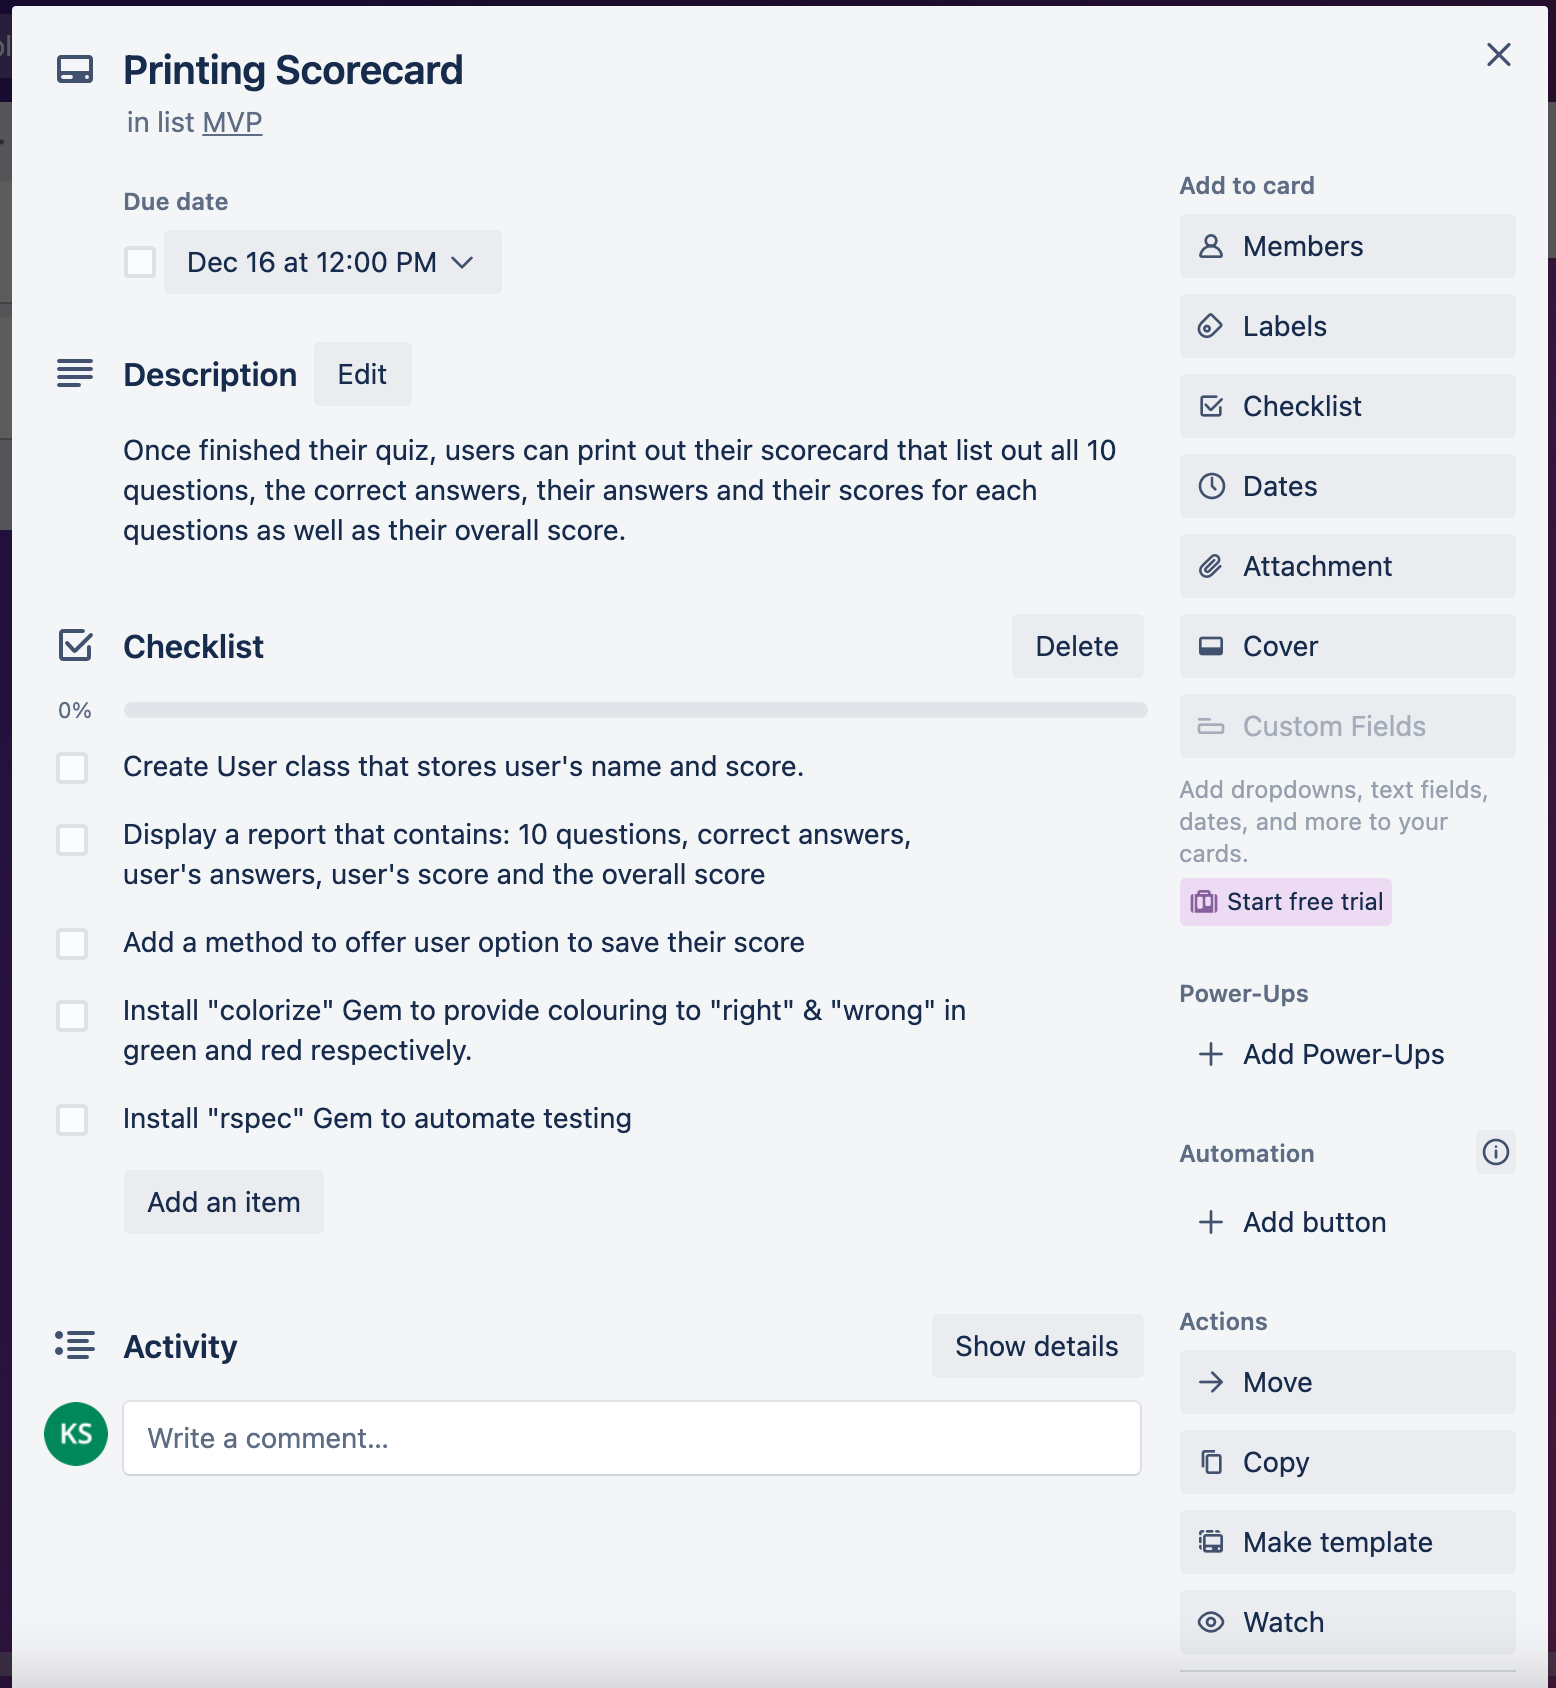 Printing Scorecard
in list MVP
Due date
Dec 16 at 12:00 PM
Description
Edit
Once finished their quiz, users can print out their scorecard that list out all 10
questions, the correct answers, their answers and their scores for each
questions as well as their overall score.
Checklist
Delete
0%
Create User class that stores user's name and score.
Display a report that contains: 10 questions, correct answers,
user's answers, user's score and the overall score
Add a method to offer user option to save their score
Install "colorize" Gem to provide colouring to "right" & "wrong" in
green and red respectively.
Install "rspec" Gem to automate testing
Add an item
Activity
Show details
KS
Write a comment...
Add to card
Members
Labels
Checklist
Dates
Attachment
Cover
Custom Fields
Add dropdowns, text fields,
dates, and more to your
cards.
Start free trial
Power-Ups
Add Power-Ups
Automation
Add button
Actions
Move
Copy
Make template
Watch